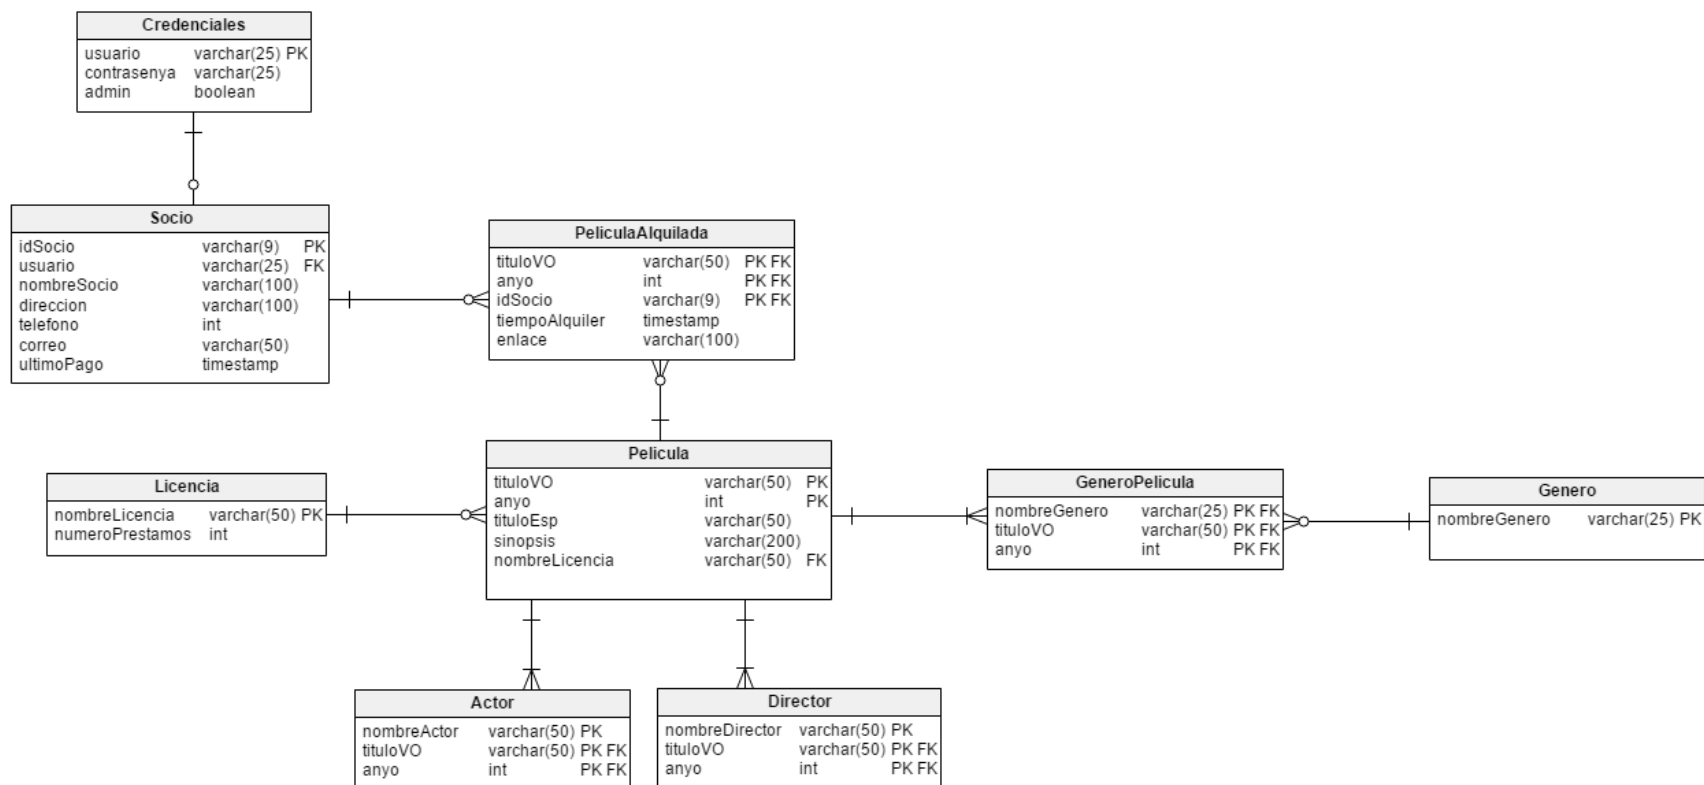 Credenciales
usuario varchar(25) PK
contrasenya varchar(25)
admin boolean
Socio
idSocio varchar(9) PK
usuario varchar(25) FK
nombreSocio varchar(100)
direccion varchar(100)
telefono int
correo varchar(50)
ultimoPago timestamp
PeliculaAlquilada
tituloVO varchar(50) PK FK
anyo int PK FK
idSocio varchar(9) PK FK
tiempoAlquiler timestamp
enlace varchar(100)
Licencia
nombreLicencia varchar(50) PK
numeroPrestamos int
Pelicula
tituloVO varchar(50) PK
anyo int PK
tituloEsp varchar(50)
sinopsis varchar(200)
nombreLicencia varchar(50) FK
GeneroPelicula
nombreGenero varchar(25) PK FK
tituloVO varchar(50) PK FK
anyo int PK FK
Genero
nombreGenero varchar(25) PK
Actor
nombreActor varchar(50) PK
tituloVO varchar(50) PK FK
anyo int PK FK
Director
nombreDirector varchar(50) PK
tituloVO varchar(50) PK FK
anyo int PK FK